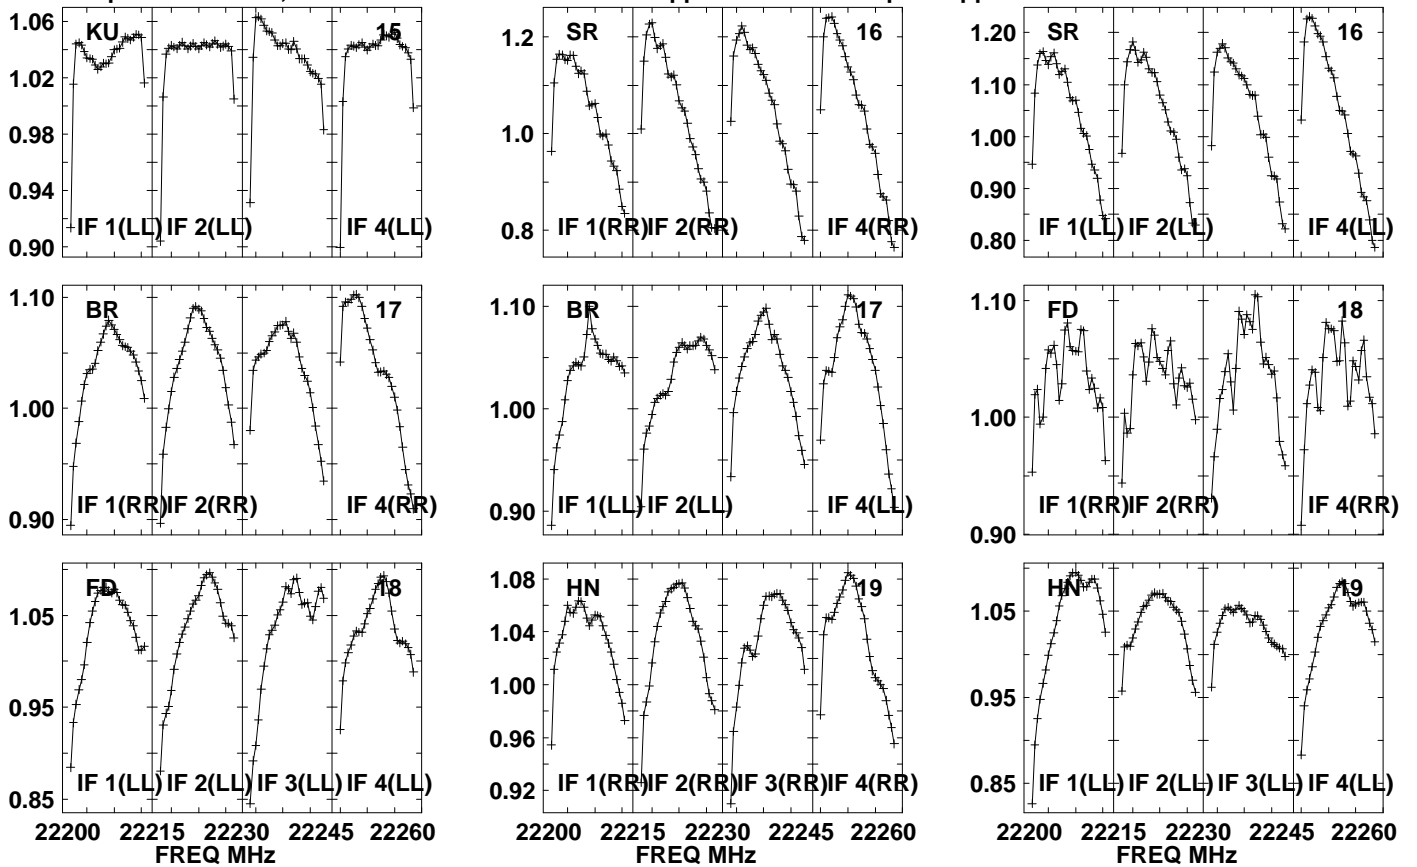 KU 15
1.06
1.02
0.98
0.94
0.90
IF 1(LL) IF 2(LL) IF 4(LL)
SR 16
1.2
1.0
0.8
IF 1(RR) IF 2(RR) IF 4(RR)
SR 16
1.20
1.10
1.00
0.90
0.80
IF 1(LL) IF 2(LL) IF 4(LL)
BR 17
1.10
1.00
0.90
IF 1(RR) IF 2(RR) IF 4(RR)
BR 17
1.10
1.00
0.90
IF 1(LL) IF 2(LL) IF 4(LL)
FD 18
1.10
1.00
0.90
IF 1(RR) IF 2(RR) IF 4(RR)
FD 18
1.05
0.95
0.85
IF 1(LL) IF 2(LL) IF 3(LL) IF 4(LL)
22200 22215 22230 22245 22260
FREQ MHz
HN 19
1.08
1.04
1.00
0.96
0.92
IF 1(RR) IF 2(RR) IF 3(RR) IF 4(RR)
22200 22215 22230 22245 22260
FREQ MHz
HN 19
1.05
0.95
0.85
IF 1(LL) IF 2(LL) IF 3(LL) IF 4(LL)
22200 22215 22230 22245 22260
FREQ MHz